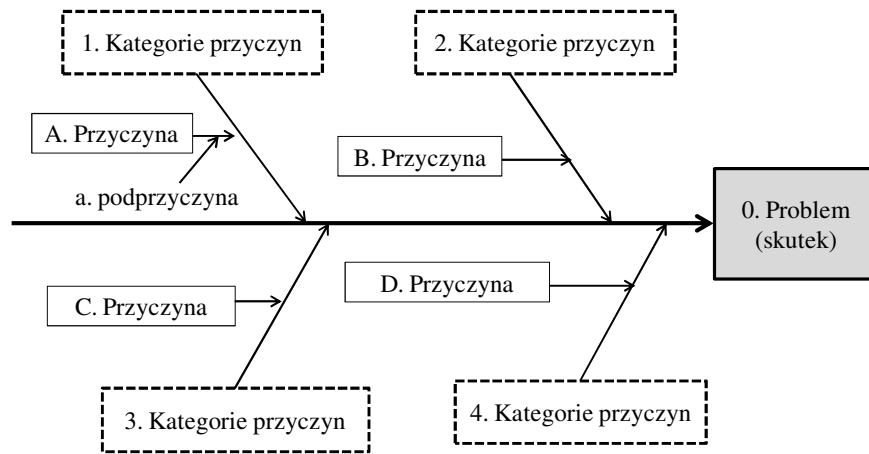 1. Kategorie przyczyn
2. Kategorie przyczyn
A. Przyczyna
B. Przyczyna
a. podprzyczyna
0. Problem
(skutek)
C. Przyczyna
D. Przyczyna
3. Kategorie przyczyn
4. Kategorie przyczyn